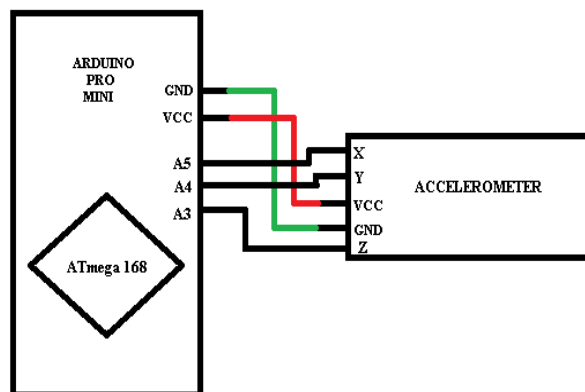 ARDUINO
PRO
MINI
GND
VCC
A5
A4
A3
ATmega 168
X
Y
VCC
GND
Z
ACCELEROMETER